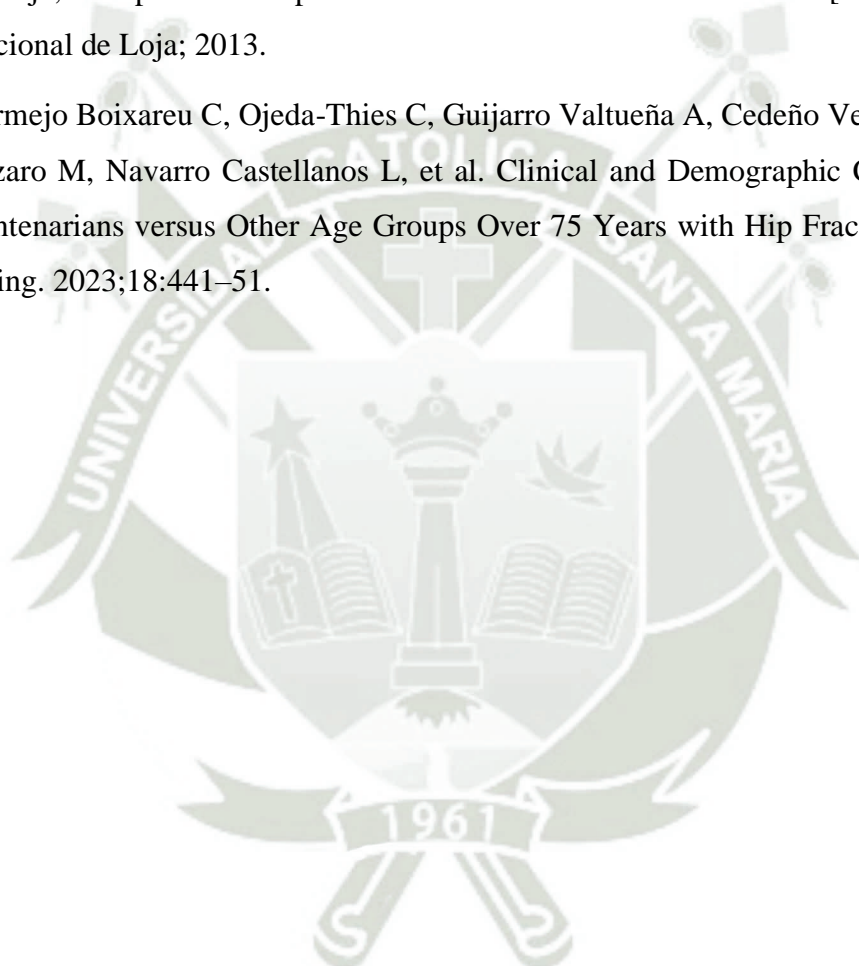 cional de Loja; 2013.
rmejo Boixareu C, Ojeda-Thies C, Guijarro Valtueña A, Cedeño Ve
zaro M, Navarro Castellanos L, et al. Clinical and Demographic C
ntenarians versus Other Age Groups Over 75 Years with Hip Frac
ing. 2023;18:441–51.
UNIVERSIDAD CATÓLICA SANTA MARIA
1961